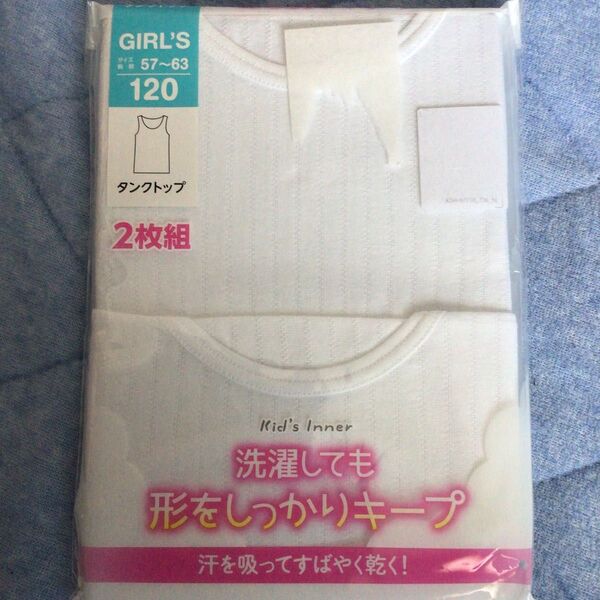 GIRL'S
サイズ
胸囲 57〜63
120
タンクトップ
2枚組
Kid's Inner
洗濯しても
形をしっかりキープ
汗を吸ってすばやく乾く!